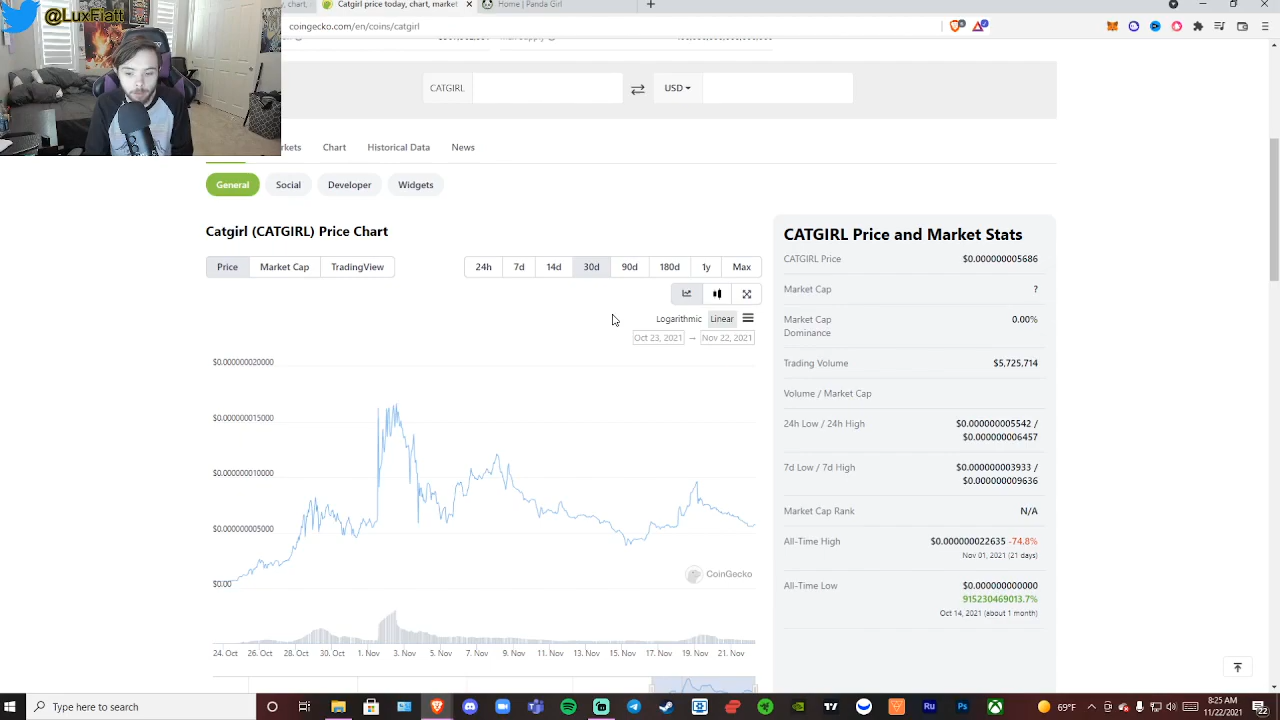 @LuxFlatt
, chart,
Catgirl price today, chart, market
Home | Panda Girl
coingecko.com/en/coins/catgirl
CATGIRL
USD
rkets
Chart
Historical Data
News
General
Social
Developer
Widgets
Catgirl (CATGIRL) Price Chart
Price
Market Cap
TradingView
24h
7d
14d
30d
90d
180d
1y
Max
Logarithmic
Linear
Oct 23, 2021 → Nov 22, 2021
$0.000000020000
$0.000000015000
$0.000000010000
$0.000000005000
$0.00
CoinGecko
24. Oct
26. Oct
28. Oct
30. Oct
1. Nov
3. Nov
5. Nov
7. Nov
9. Nov
11. Nov
13. Nov
15. Nov
17. Nov
19. Nov
21. Nov
CATGIRL Price and Market Stats
CATGIRL Price $0.000000005686
Market Cap ?
Market Cap
Dominance 0.00%
Trading Volume $5,725,714
Volume / Market Cap
24h Low / 24h High $0.000000005542 /
$0.000000006457
7d Low / 7d High $0.000000003933 /
$0.000000009636
Market Cap Rank N/A
All-Time High $0.000000022635 -74.8%
Nov 01, 2021 (21 days)
All-Time Low $0.000000000000
915230469013.7%
Oct 14, 2021 (about 1 month)
Type here to search
Ru
Ps
69°F
8:25 AM
11/22/2021